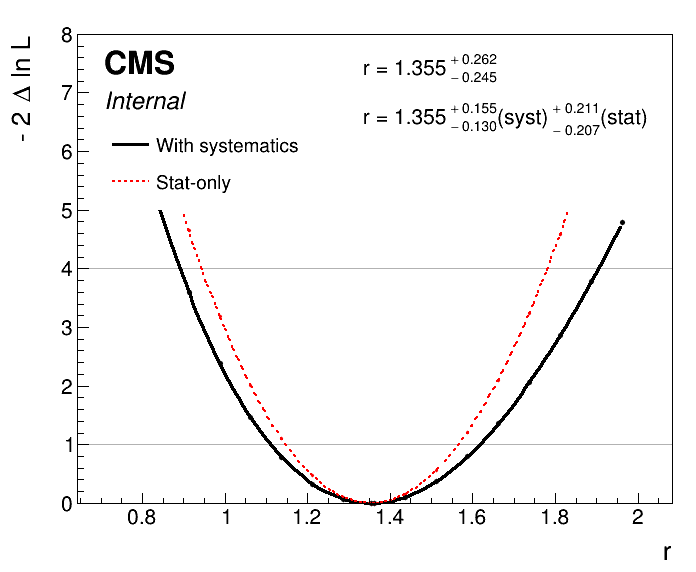 - 2 Δ ln L
8
7
6
5
4
3
2
1
0
CMS
Internal
With systematics
Stat-only
r = 1.355 + 0.262 - 0.245
r = 1.355 + 0.155 - 0.130 (syst) + 0.211 - 0.207 (stat)
0.8 1 1.2 1.4 1.6 1.8 2
r